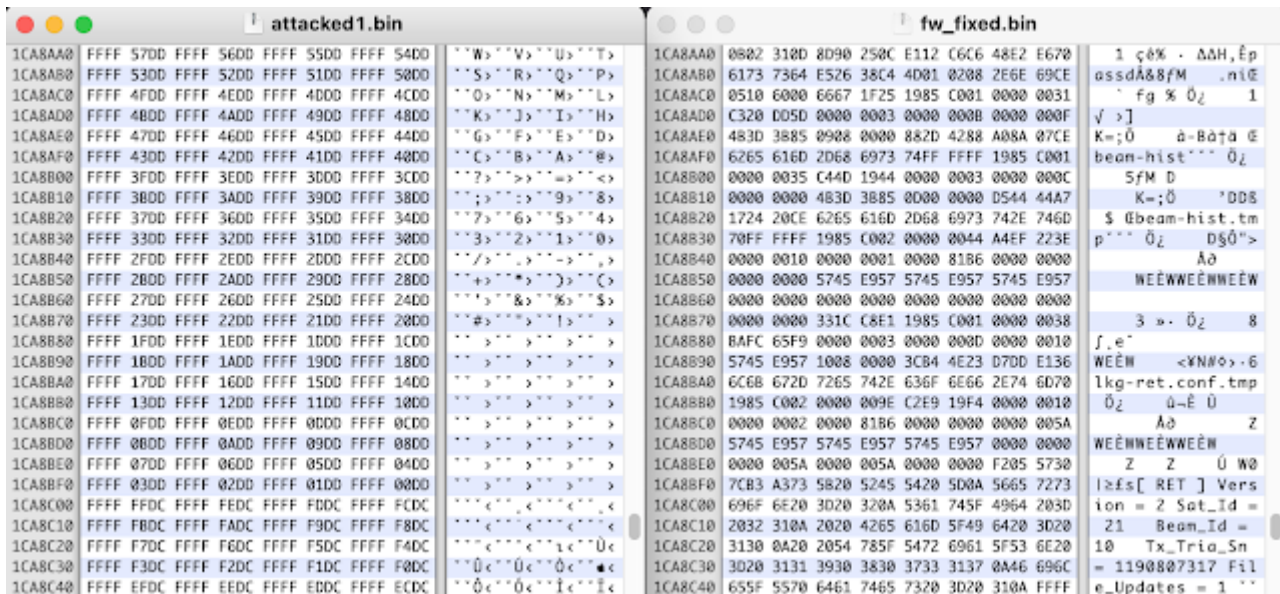 attacked1.bin
1CA8AA0 FFFF 57DD FFFF 56DD FFFF 55DD FFFF 54DD
1CA8AB0 FFFF 53DD FFFF 52DD FFFF 51DD FFFF 50DD
1CA8AC0 FFFF 4FDD FFFF 4EDD FFFF 4DDD FFFF 4CDD
1CA8AD0 FFFF 4BDD FFFF 4ADD FFFF 49DD FFFF 48DD
1CA8AE0 FFFF 47DD FFFF 46DD FFFF 45DD FFFF 44DD
1CA8AF0 FFFF 43DD FFFF 42DD FFFF 41DD FFFF 40DD
1CA8B00 FFFF 3FDD FFFF 3EDD FFFF 3DDD FFFF 3CDD
1CA8B10 FFFF 3BDD FFFF 3ADD FFFF 39DD FFFF 38DD
1CA8B20 FFFF 37DD FFFF 36DD FFFF 35DD FFFF 34DD
1CA8B30 FFFF 33DD FFFF 32DD FFFF 31DD FFFF 30DD
1CA8B40 FFFF 2FDD FFFF 2EDD FFFF 2DDD FFFF 2CDD
1CA8B50 FFFF 2BDD FFFF 2ADD FFFF 29DD FFFF 28DD
1CA8B60 FFFF 27DD FFFF 26DD FFFF 25DD FFFF 24DD
1CA8B70 FFFF 23DD FFFF 22DD FFFF 21DD FFFF 20DD
1CA8B80 FFFF 1FDD FFFF 1EDD FFFF 1DDD FFFF 1CDD
1CA8B90 FFFF 1BDD FFFF 1ADD FFFF 19DD FFFF 18DD
1CA8BA0 FFFF 17DD FFFF 16DD FFFF 15DD FFFF 14DD
1CA8BB0 FFFF 13DD FFFF 12DD FFFF 11DD FFFF 10DD
1CA8BC0 FFFF 0FDD FFFF 0EDD FFFF 0DDD FFFF 0CDD
1CA8BD0 FFFF 0BDD FFFF 0ADD FFFF 09DD FFFF 08DD
1CA8BE0 FFFF 07DD FFFF 06DD FFFF 05DD FFFF 04DD
1CA8BF0 FFFF 03DD FFFF 02DD FFFF 01DD FFFF 00DD
1CA8C00 FFFF FFDC FFFF FEDC FFFF FDDC FFFF FCDC
1CA8C10 FFFF FBDC FFFF FADC FFFF F9DC FFFF F8DC
1CA8C20 FFFF F7DC FFFF F6DC FFFF F5DC FFFF F4DC
1CA8C30 FFFF F3DC FFFF F2DC FFFF F1DC FFFF F0DC
1CA8C40 FFFF EFDC FFFF EEDC FFFF EDDC FFFF ECDC
fw_fixed.bin
1CA8AA0 0802 310D 8D90 250C E112 C6C6 48E2 E670
1CA8AB0 6173 7364 E526 38C4 4D01 0208 2E6E 69CE
1CA8AC0 0510 6000 6667 1F25 1985 C001 0000 0031
1CA8AD0 C320 DD5D 0000 0003 0000 000B 0000 000F
1CA8AE0 4B3D 3B85 0908 0000 882D 4288 A08A 07CE
1CA8AF0 6265 616D 2D68 6973 74FF FFFF 1985 C001 beam-hist
1CA8B00 0000 0035 C44D 1944 0000 0003 0000 000C
1CA8B10 0000 0000 4B3D 3B85 0D00 0000 D544 44A7
1CA8B20 1724 20CE 6265 616D 2D68 6973 742E 746D $ Œbeam-hist.tm
1CA8B30 70FF FFFF 1985 C002 0000 0044 A4EF 223E
1CA8B40 0000 0010 0000 0001 0000 81B6 0000 0000
1CA8B50 0000 0000 5745 E957 5745 E957 5745 E957 WEÈWWEÈWWEÈW
1CA8B60 0000 0000 0000 0000 0000 0000 0000 0000
1CA8B70 0000 0000 331C C8E1 1985 C001 0000 0038
1CA8B80 BAFC 65F9 0000 0003 0000 000D 0000 0010
1CA8B90 5745 E957 1008 0000 3CB4 4E23 D7DD E136
1CA8BA0 6C6B 672D 7265 742E 636F 6E66 2E74 6D70 lkg-ret.conf.tmp
1CA8BB0 1985 C002 0000 009E C2E9 19F4 0000 0010
1CA8BC0 0000 0002 0000 81B6 0000 0000 0000 005A
1CA8BD0 5745 E957 5745 E957 5745 E957 0000 0000 WEÈWWEÈWWEÈW
1CA8BE0 0000 005A 0000 005A 0000 0000 F205 5730 Z Z Ú W0
1CA8BF0 7CB3 A373 5B20 5245 5420 5D0A 5665 7273 |≥£s[ RET ] Vers
1CA8C00 696F 6E20 3D20 320A 5361 745F 4964 203D ion = 2 Sat_Id =
1CA8C10 2032 310A 2020 4265 616D 5F49 6420 3D20 21 Beam_Id =
1CA8C20 3130 0A20 2054 785F 5472 6961 5F53 6E20 10 Tx_Tria_Sn
1CA8C30 3D20 3131 3930 3830 3733 3137 0A46 696C = 1190807317 Fil
1CA8C40 655F 5570 6461 7465 7320 3D20 310A FFFF e_Updates = 1